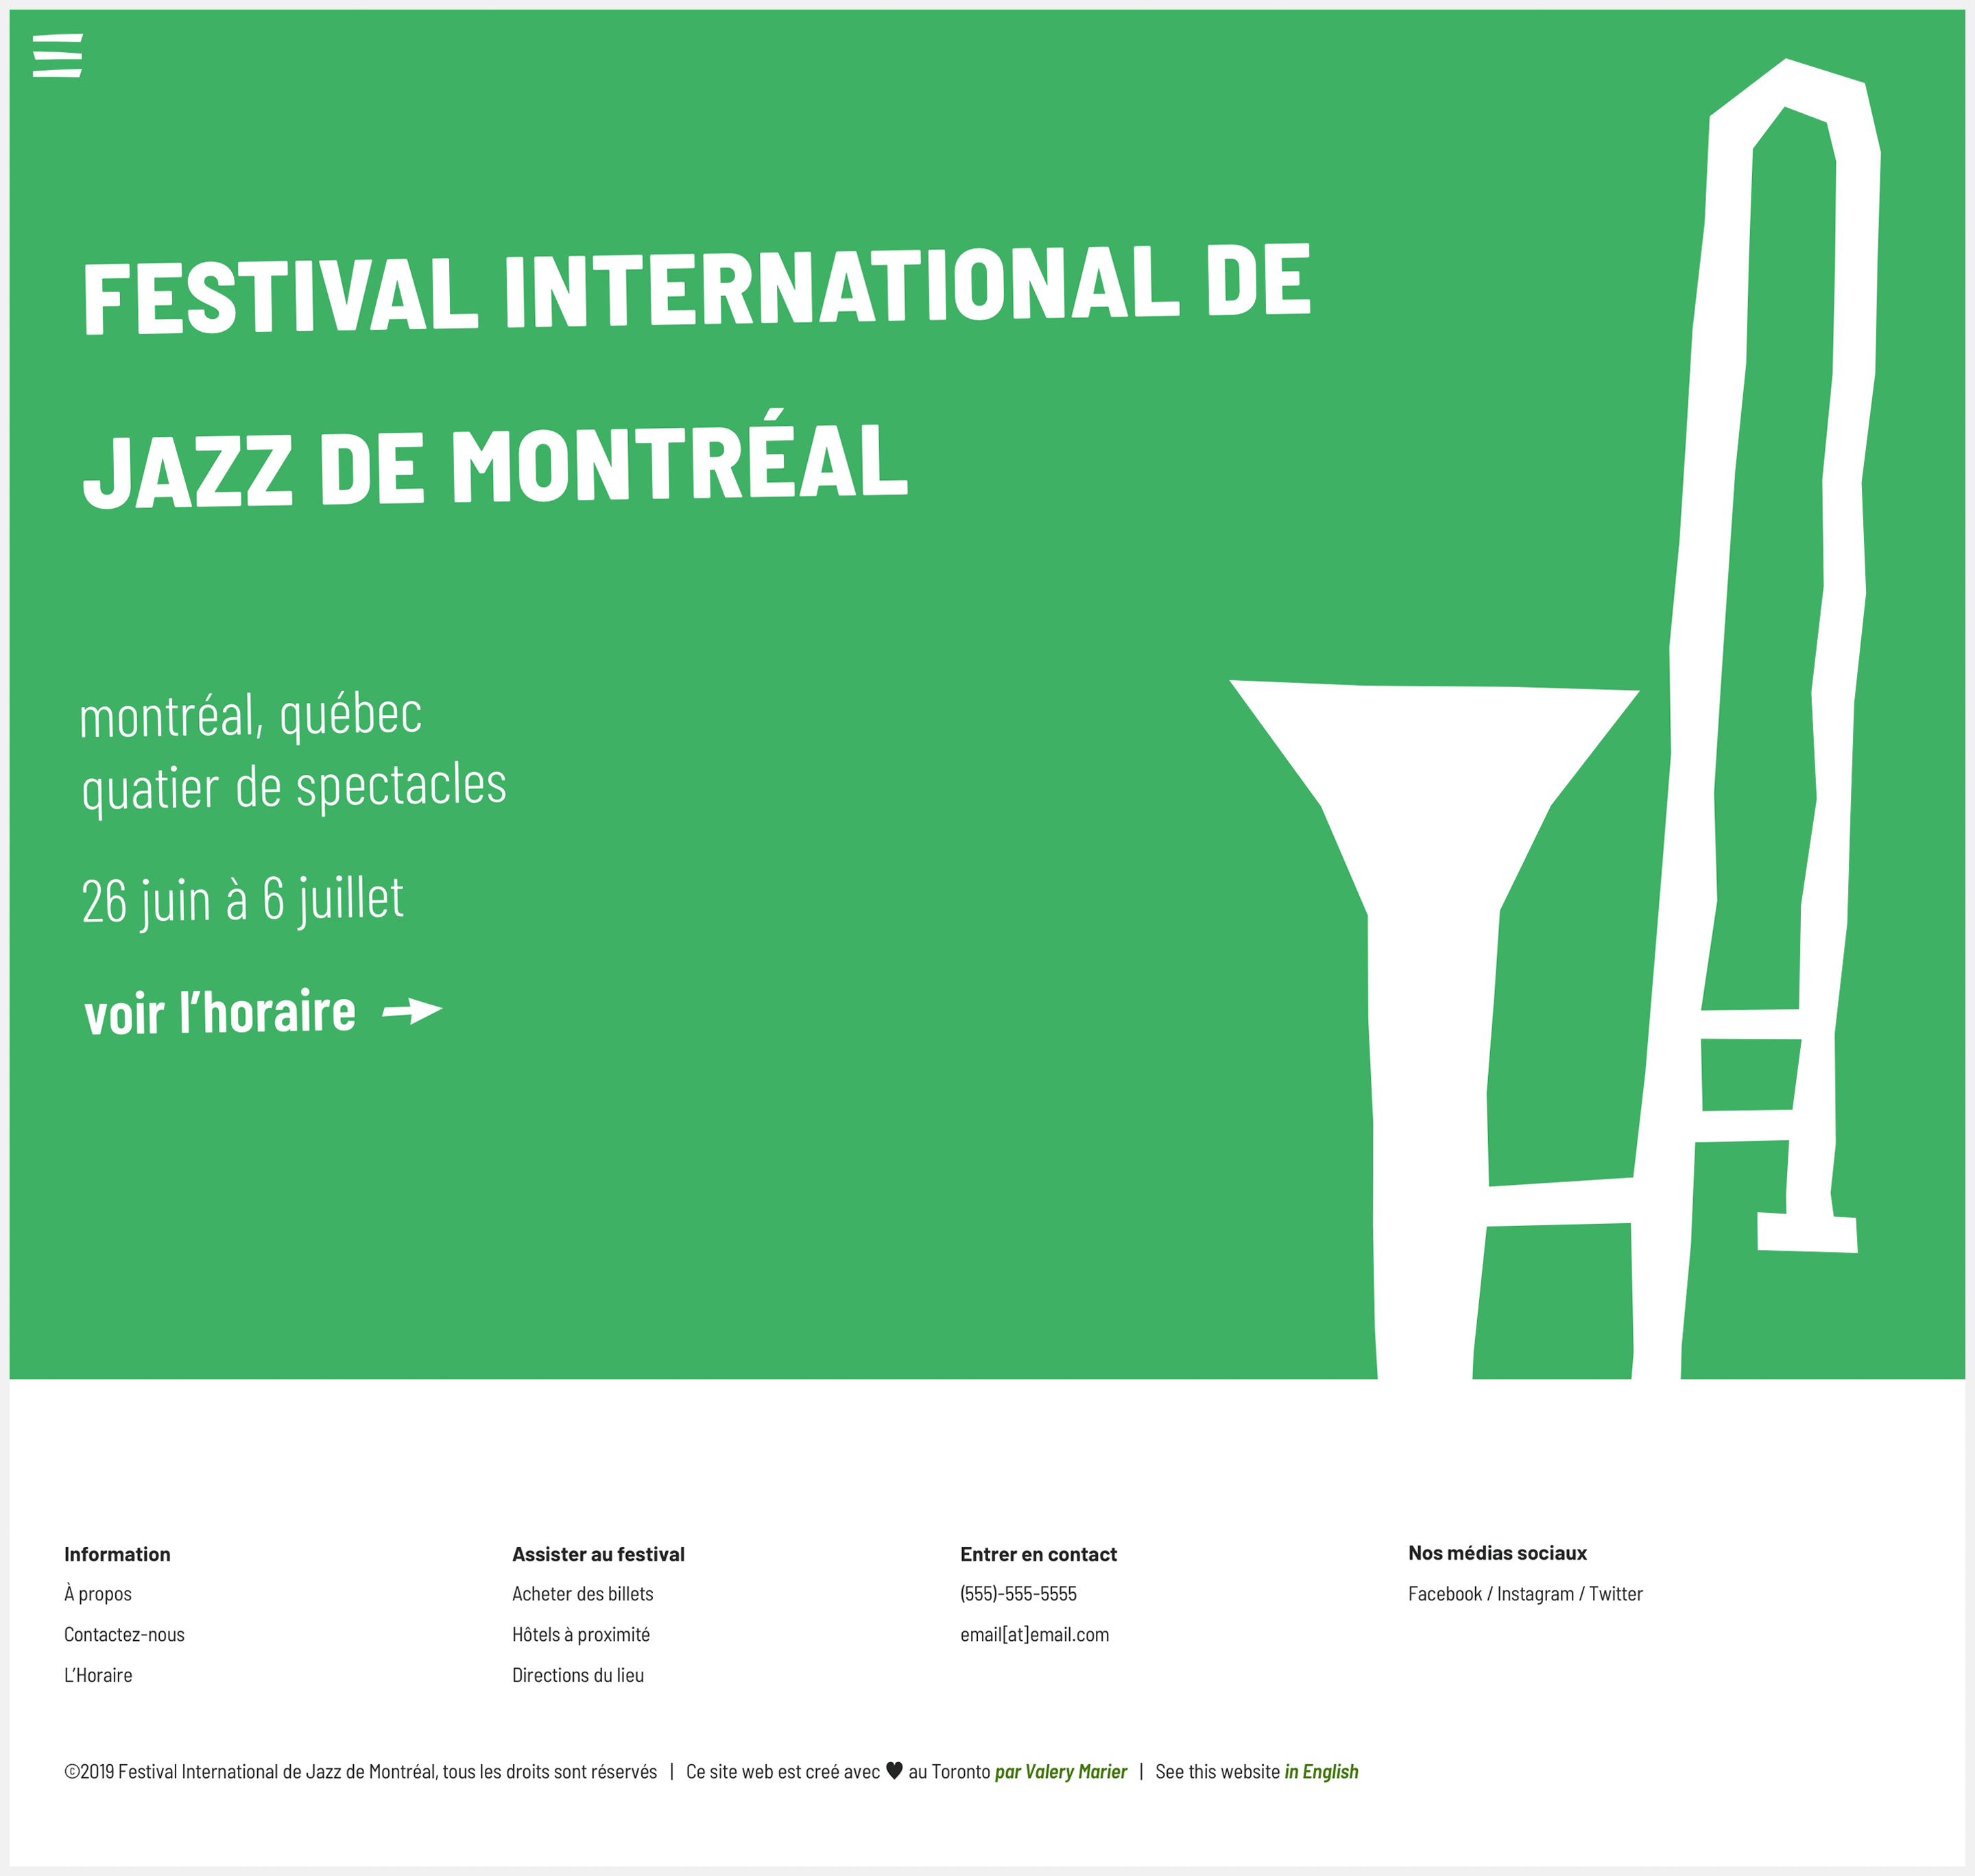 FESTIVAL INTERNATIONAL DE
JAZZ DE MONTRÉAL
montréal, québec
quatier de spectacles
26 juin à 6 juillet
voir l’horaire
Information
À propos
Contactez-nous
L’Horaire
Assister au festival
Acheter des billets
Hôtels à proximité
Directions du lieu
Entrer en contact
(555)-555-5555
email[at]email.com
Nos médias sociaux
Facebook / Instagram / Twitter
©2019 Festival International de Jazz de Montréal, tous les droits sont réservés | Ce site web est creé avec ♥ au Toronto par Valery Marier | See this website in English